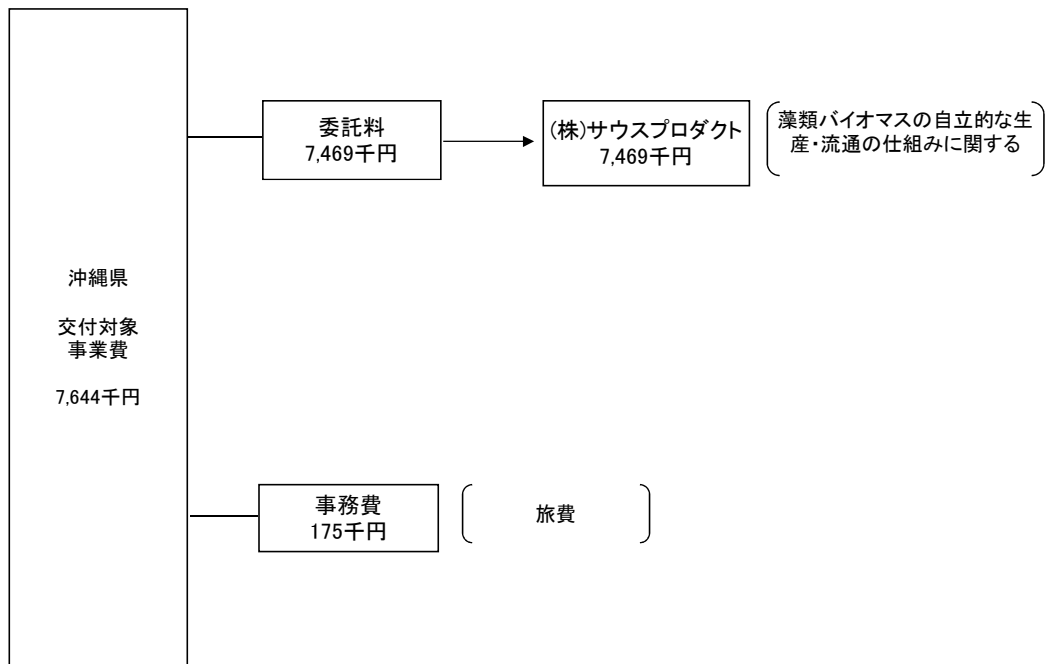 沖縄県
交付対象
事業費
7,644千円
委託料
7,469千円
(株)サウスプロダクト
7,469千円
藻類バイオマスの自立的な生
産・流通の仕組みに関する
事務費
175千円
旅費